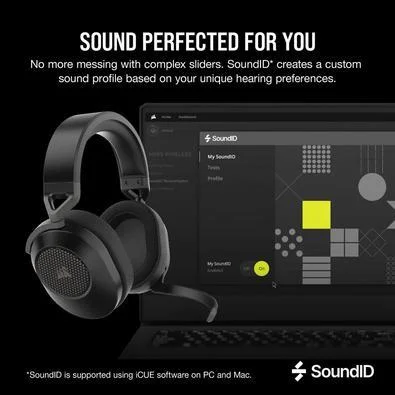 SOUND PERFECTED FOR YOU
No more messing with complex sliders. SoundID* creates a custom
sound profile based on your unique hearing preferences.
SoundID
My SoundID
Tests
Profile
My SoundID
Enabled
Off
On
*SoundID is supported using iCUE software on PC and Mac.
SoundID